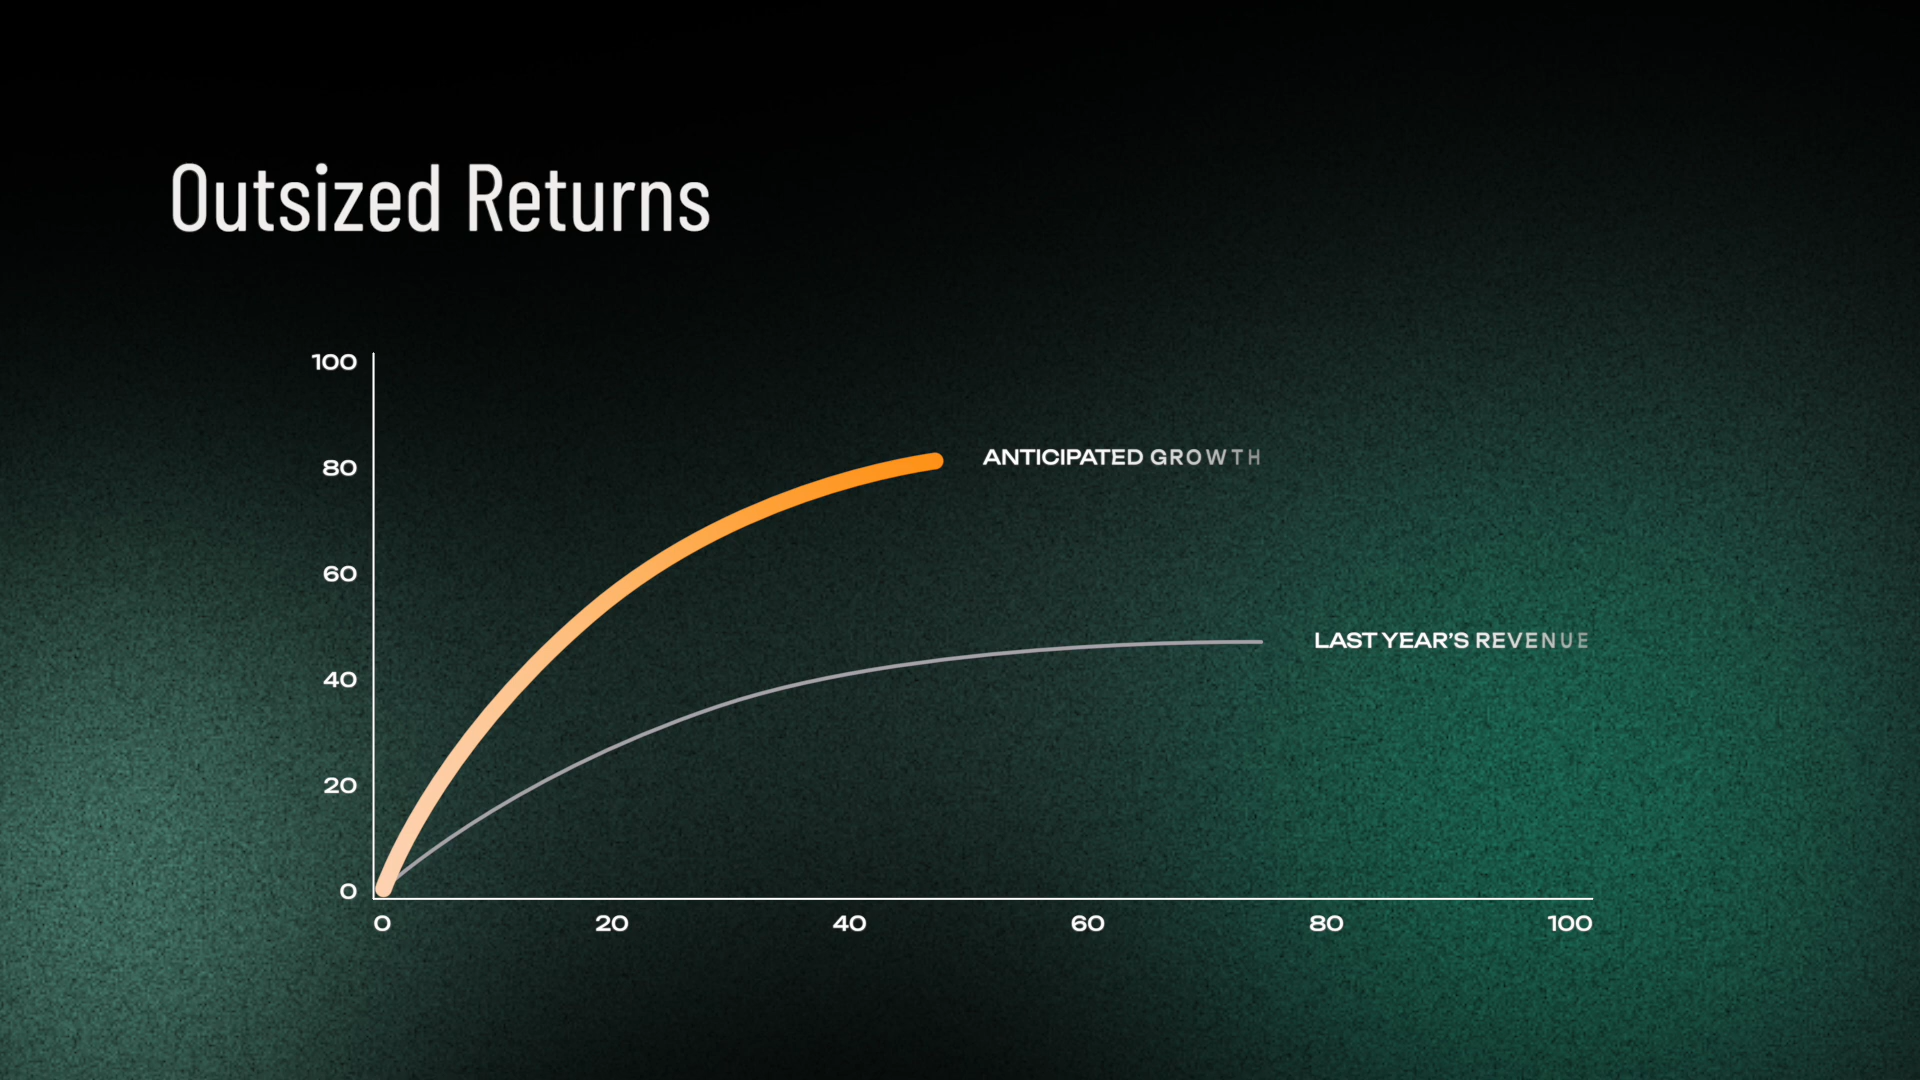 Outsized Returns
100
80
ANTICIPATED GROWTH
60
LAST YEAR'S REVENUE
40
20
0
0 20 40 60 80 100